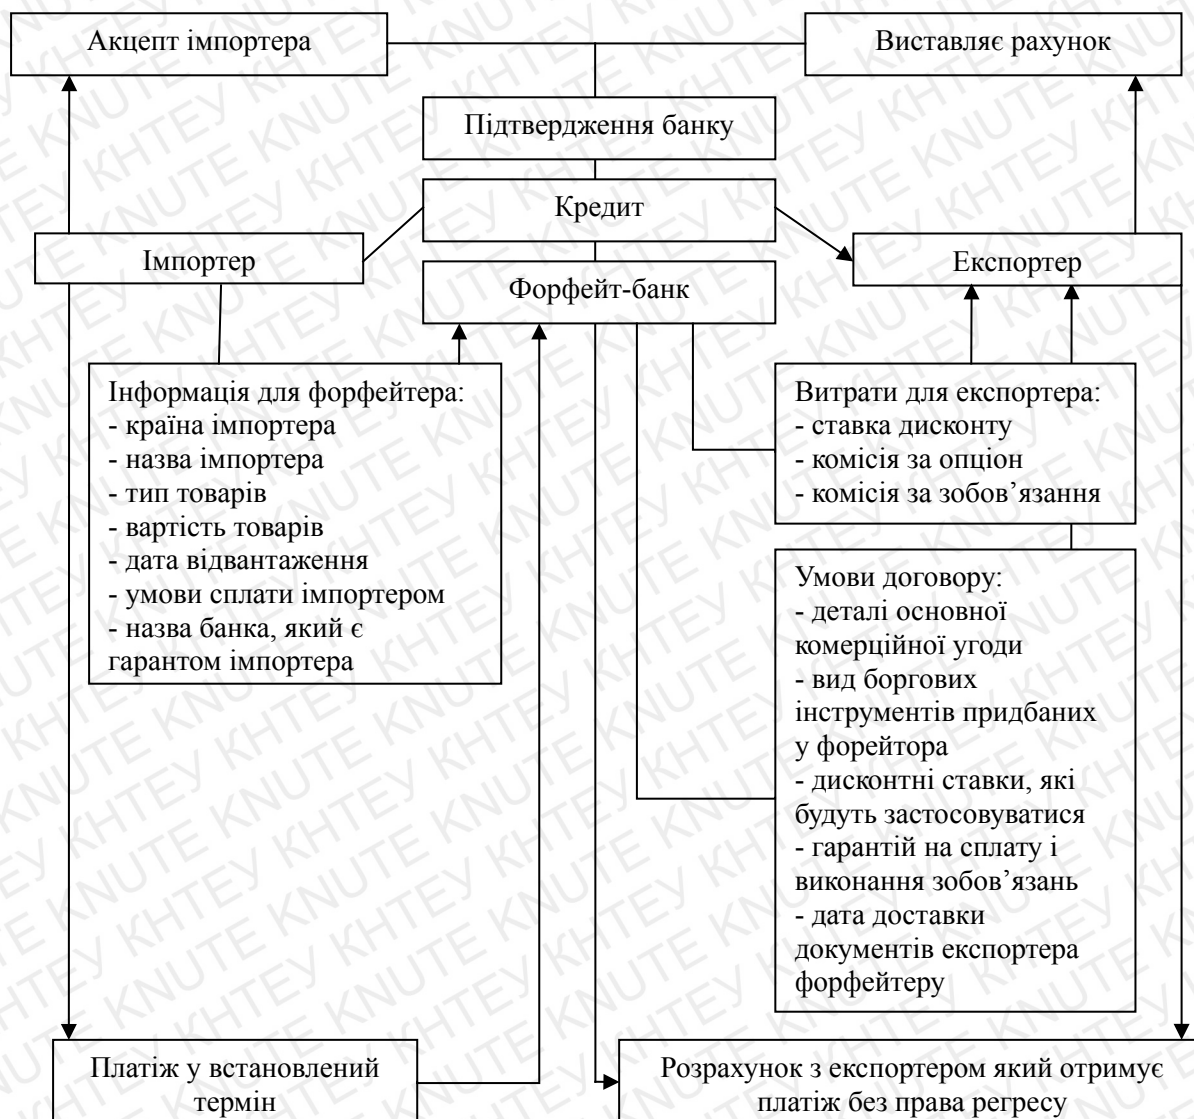 Акцепт імпортера
Виставляє рахунок
Підтвердження банку
Кредит
Імпортер
Експортер
Форфейт-банк
Інформація для форфейтера:
- країна імпортера
- назва імпортера
- тип товарів
- вартість товарів
- дата відвантаження
- умови сплати імпортером
- назва банка, який є
гарантом імпортера
Витрати для експортера:
- ставка дисконту
- комісія за опціон
- комісія за зобов’язання
Умови договору:
- деталі основної
комерційної угоди
- вид боргових
інструментів придбаних
у форейтора
- дисконтні ставки, які
будуть застосовуватися
- гарантій на сплату і
виконання зобов’язань
- дата доставки
документів експортера
форфейтеру
Платіж у встановлений
термін
Розрахунок з експортером який отримує
платіж без права регресу